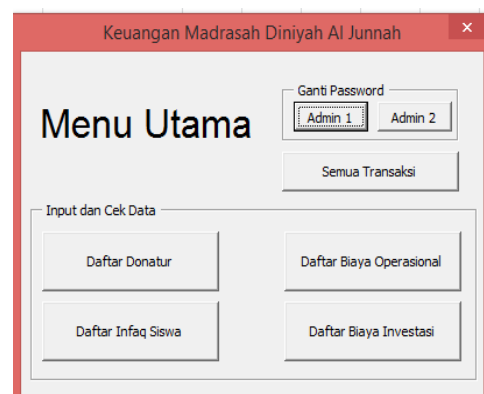 Keuangan Madrasah Diniyah Al Junnah
x
Menu Utama
Ganti Password
Admin 1
Admin 2
Semua Transaksi
Input dan Cek Data
Daftar Donatur
Daftar Biaya Operasional
Daftar Infaq Siswa
Daftar Biaya Investasi